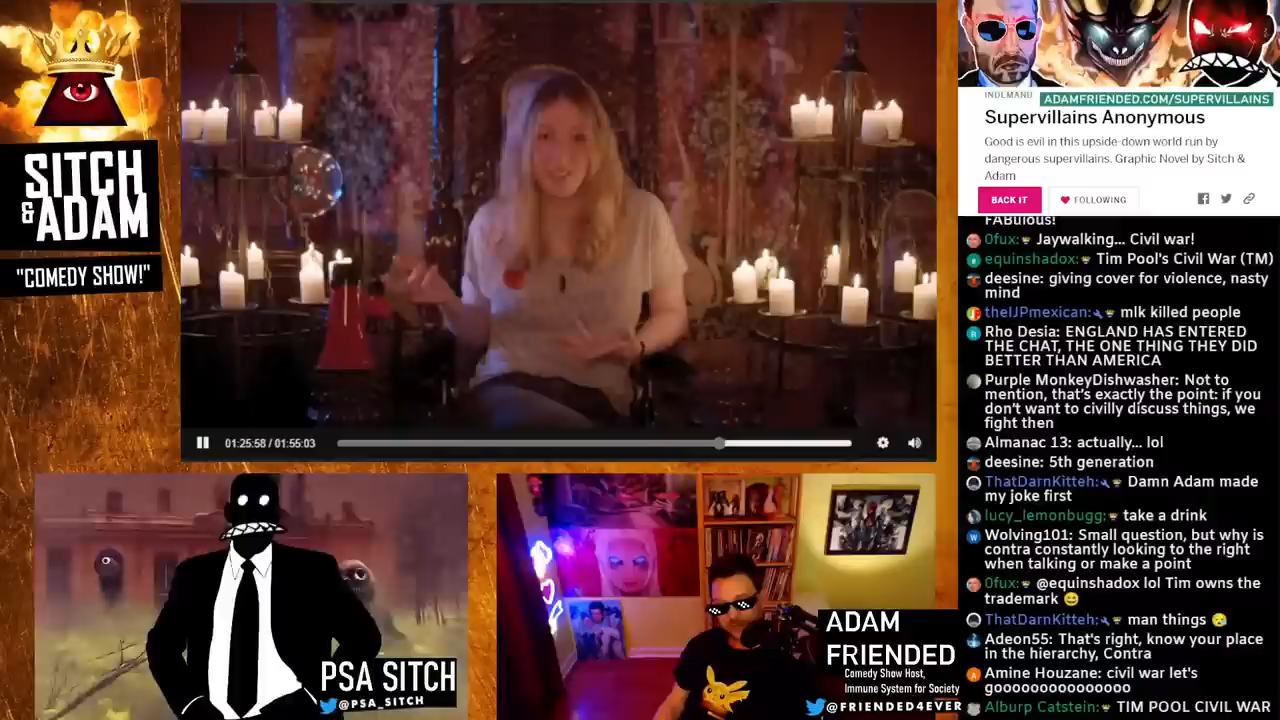 SITCH
& ADAM
"COMEDY SHOW!"
01:25:58 / 01:55:03
PSA SITCH
@PSA_SITCH
ADAM
FRIENDED
Comedy Show Host,
Immune System for Society
@FRIENDED4EVER
INDEMAND
ADAMFRIENDED.COM/SUPERVILLAINS
Supervillains Anonymous
Good is evil in this upside-down world run by
dangerous supervillains. Graphic Novel by Sitch &
Adam
BACK IT
FOLLOWING
FABulous!
0fux: Jaywalking... Civil war!
equinshadox: Tim Pool's Civil War (TM)
deesine: giving cover for violence, nasty
mind
theIJPmexican: mlk killed people
Rho Desia: ENGLAND HAS ENTERED
THE CHAT, THE ONE THING THEY DID
BETTER THAN AMERICA
Purple MonkeyDishwasher: Not to
mention, that's exactly the point: if you
don't want to civilly discuss things, we
fight then
Almanac 13: actually... lol
deesine: 5th generation
ThatDarnKitteh: Damn Adam made
my joke first
lucy_lemonbugg: take a drink
Wolving101: Small question, but why is
contra constantly looking to the right
when talking or make a point
0fux: @equinshadox lol Tim owns the
trademark 😄
ThatDarnKitteh: man things 😥
Adeon55: That's right, know your place
in the hierarchy, Contra
Amine Houzane: civil war let's
gooooooooooooooo
Alburp Catstein: TIM POOL CIVIL WAR